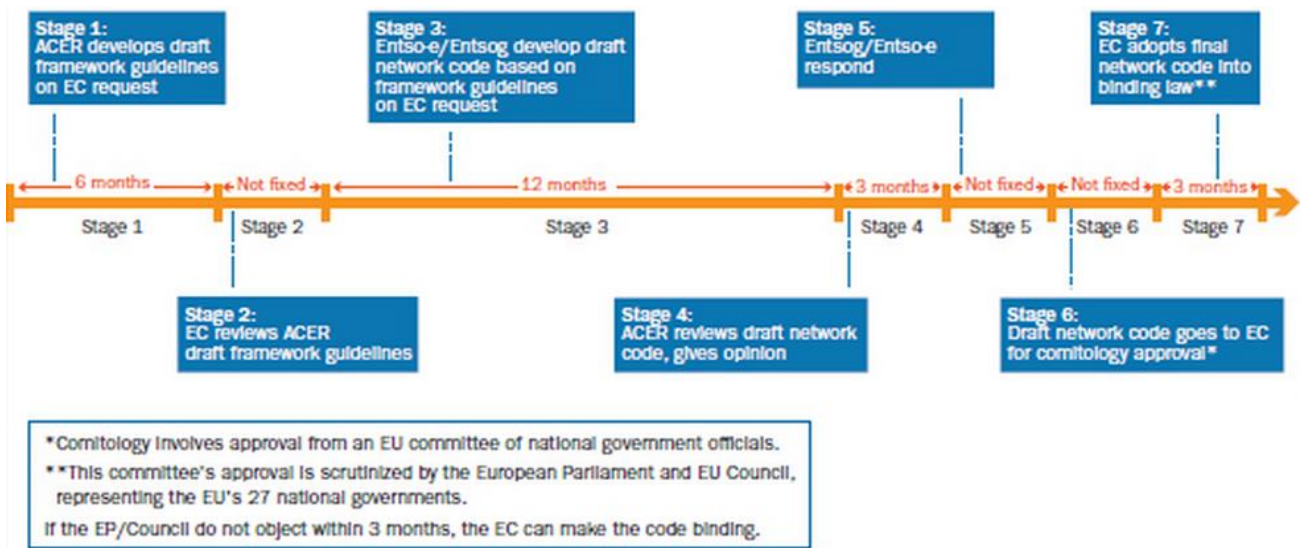 Stage 1:
ACER develops draft
framework guidelines
on EC request
Stage 3:
Entso-e/Entsog develop draft
network code based on
framework guidelines
on EC request
Stage 5:
Entsog/Entso-e
respond
Stage 7:
EC adopts final
network code into
binding law**
6 months
Not fixed
12 months
3 months
Not fixed
Not fixed
3 months
Stage 1
Stage 2
Stage 3
Stage 4
Stage 5
Stage 6
Stage 7
Stage 2:
EC reviews ACER
draft framework guidelines
Stage 4:
ACER reviews draft network
code, gives opinion
Stage 6:
Draft network code goes to EC
for comitology approval*
*Comitology involves approval from an EU committee of national government officials.
**This committee's approval is scrutinized by the European Parliament and EU Council,
representing the EU's 27 national governments.
If the EP/Council do not object within 3 months, the EC can make the code binding.